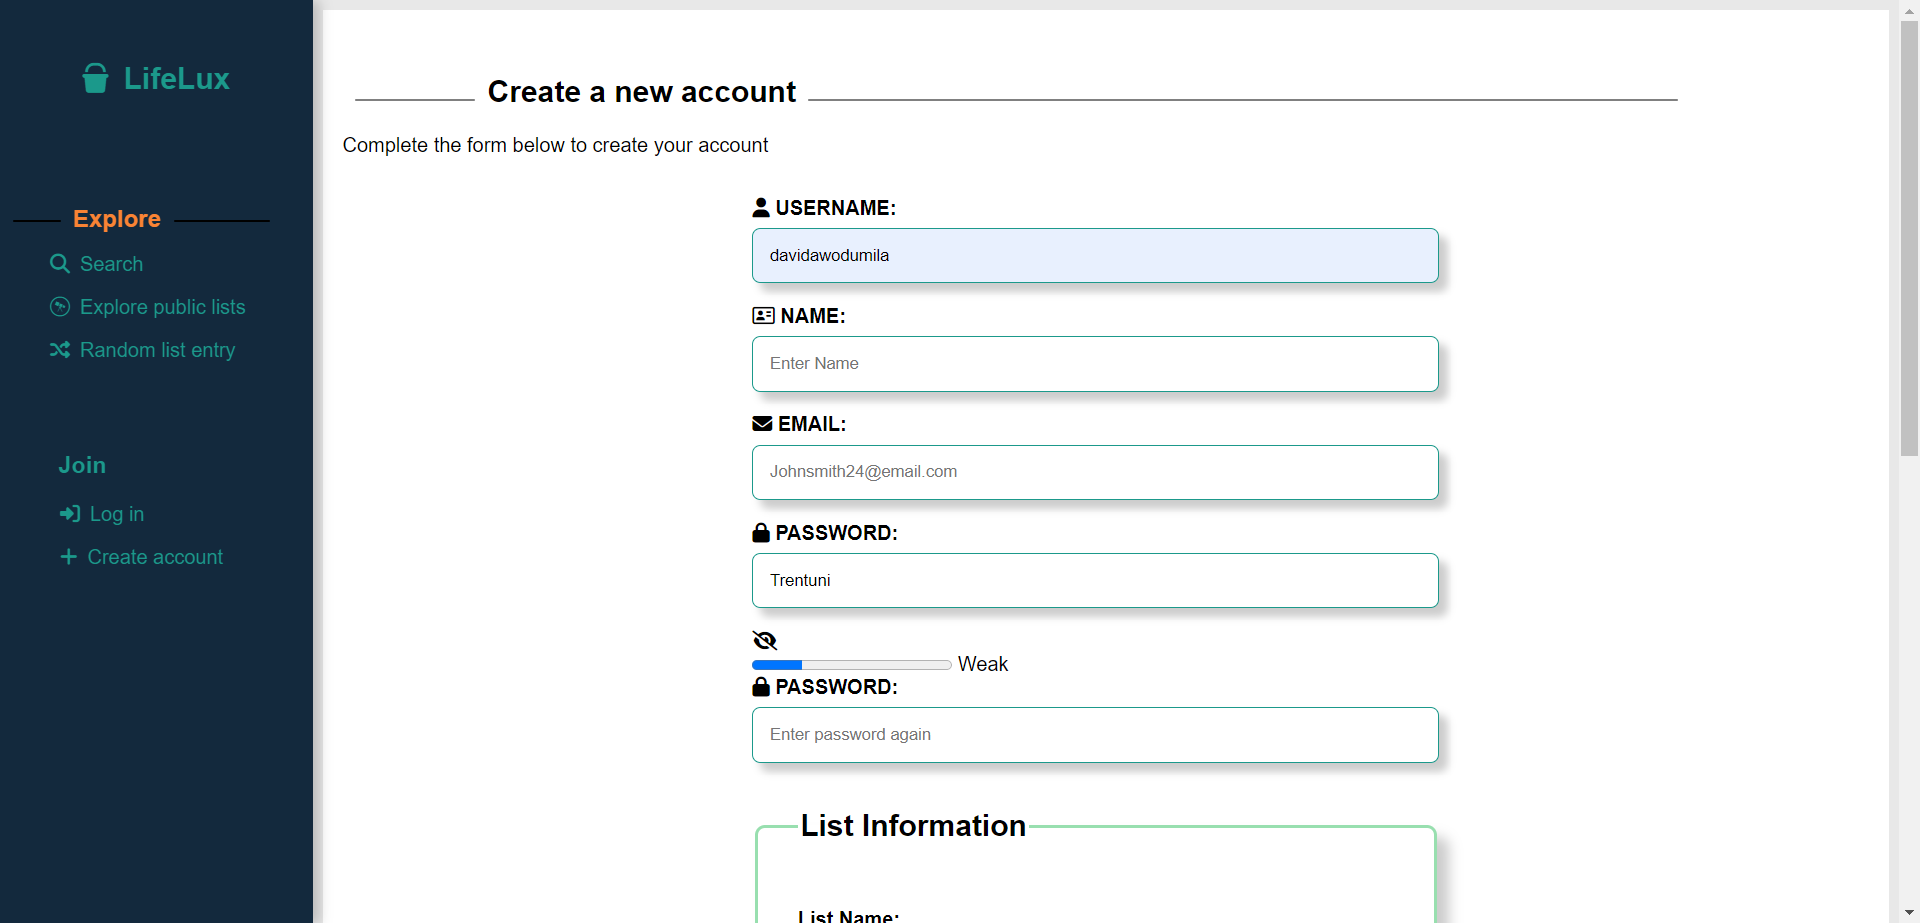 LifeLux
Explore
Search
Explore public lists
Random list entry
Join
Log in
Create account
Create a new account
Complete the form below to create your account
USERNAME:
davidawodumila
NAME:
Enter Name
EMAIL:
Johnsmith24@email.com
PASSWORD:
Trentuni
Weak
PASSWORD:
Enter password again
List Information
List Name: